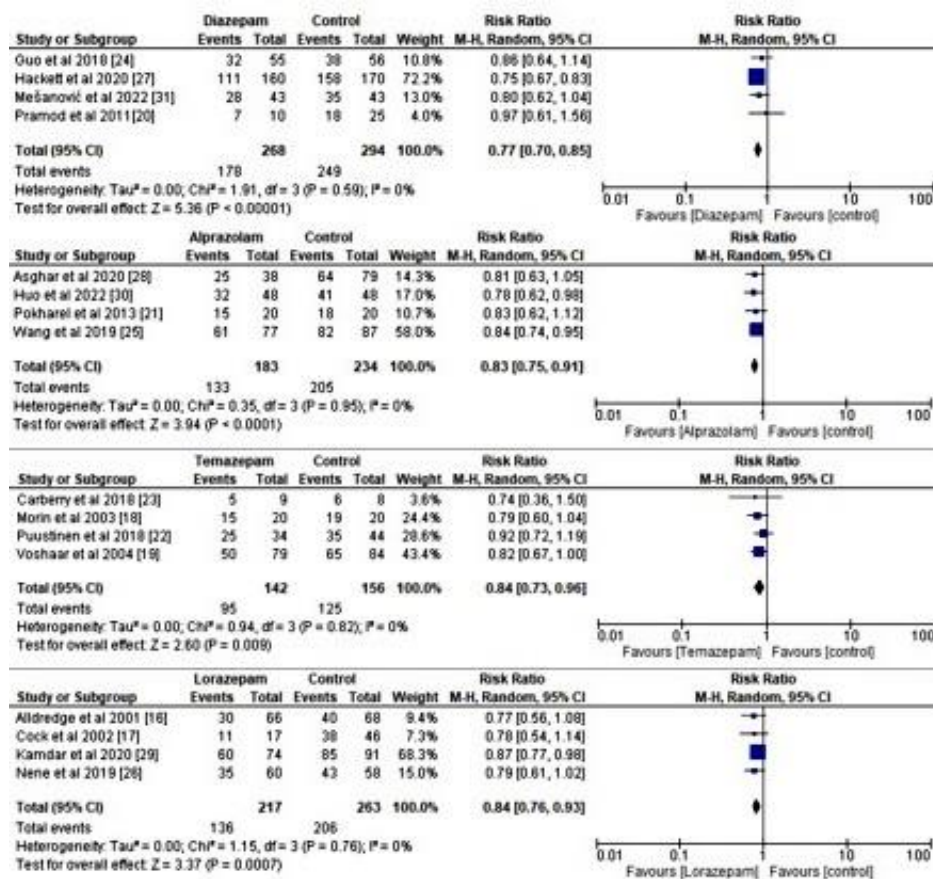 Diazepam Control Risk Ratio Risk Ratio
Study or Subgroup Events Total Events Total Weight M-H, Random, 95% CI M-H, Random, 95% CI
Guo et al 2018 [24] 32 55 38 56 10.8% 0.86 [0.64, 1.14]
Hackett et al 2020 [27] 111 160 158 170 72.2% 0.75 [0.67, 0.83]
Mešanović et al 2022 [31] 28 43 35 43 13.0% 0.80 [0.62, 1.04]
Pramod et al 2011[20] 7 10 18 25 4.0% 0.97 [0.61, 1.56]
Total (95% CI) 268 294 100.0% 0.77 [0.70, 0.85]
Total events 178 249
Heterogeneity: Tau² = 0.00; Chi² = 1.91, df = 3 (P = 0.59); I² = 0%
Test for overall effect: Z = 5.36 (P < 0.00001)
0.01 0.1 1 10 100
Favours [Diazepam] Favours [control]
Alprazolam Control Risk Ratio Risk Ratio
Study or Subgroup Events Total Events Total Weight M-H, Random, 95% CI M-H, Random, 95% CI
Asghar et al 2020 [28] 25 38 64 79 14.3% 0.81 [0.63, 1.05]
Huo et al 2022 [30] 32 48 41 48 17.0% 0.78 [0.62, 0.98]
Pokharel et al 2013 [21] 15 20 18 20 10.7% 0.83 [0.62, 1.12]
Wang et al 2019 [25] 61 77 82 87 58.0% 0.84 [0.74, 0.95]
Total (95% CI) 183 234 100.0% 0.83 [0.75, 0.91]
Total events 133 205
Heterogeneity: Tau² = 0.00; Chi² = 0.35, df = 3 (P = 0.95); I² = 0%
Test for overall effect: Z = 3.94 (P < 0.0001)
0.01 0.1 1 10 100
Favours [Alprazolam] Favours [control]
Temazepam Control Risk Ratio Risk Ratio
Study or Subgroup Events Total Events Total Weight M-H, Random, 95% CI M-H, Random, 95% CI
Carberry et al 2018 [23] 5 9 6 8 3.6% 0.74 [0.36, 1.50]
Morin et al 2003 [18] 15 20 19 20 24.4% 0.79 [0.60, 1.04]
Puustinen et al 2018 [22] 25 34 35 44 28.6% 0.92 [0.72, 1.19]
Voshaar et al 2004 [19] 50 79 65 84 43.4% 0.82 [0.67, 1.00]
Total (95% CI) 142 156 100.0% 0.84 [0.73, 0.96]
Total events 95 125
Heterogeneity: Tau² = 0.00; Chi² = 0.94, df = 3 (P = 0.82); I² = 0%
Test for overall effect: Z = 2.60 (P = 0.009)
0.01 0.1 1 10 100
Favours [Temazepam] Favours [control]
Lorazepam Control Risk Ratio Risk Ratio
Study or Subgroup Events Total Events Total Weight M-H, Random, 95% CI M-H, Random, 95% CI
Alldredge et al 2001 [16] 30 66 40 68 9.4% 0.77 [0.56, 1.08]
Cock et al 2002 [17] 11 17 38 46 7.3% 0.78 [0.54, 1.14]
Kamdar et al 2020 [29] 60 74 85 91 68.3% 0.87 [0.77, 0.98]
Nene et al 2019 [26] 35 60 43 58 15.0% 0.79 [0.61, 1.02]
Total (95% CI) 217 263 100.0% 0.84 [0.76, 0.93]
Total events 136 206
Heterogeneity: Tau² = 0.00; Chi² = 1.15, df = 3 (P = 0.76); I² = 0%
Test for overall effect: Z = 3.37 (P = 0.0007)
0.01 0.1 1 10 100
Favours [Lorazepam] Favours [control]